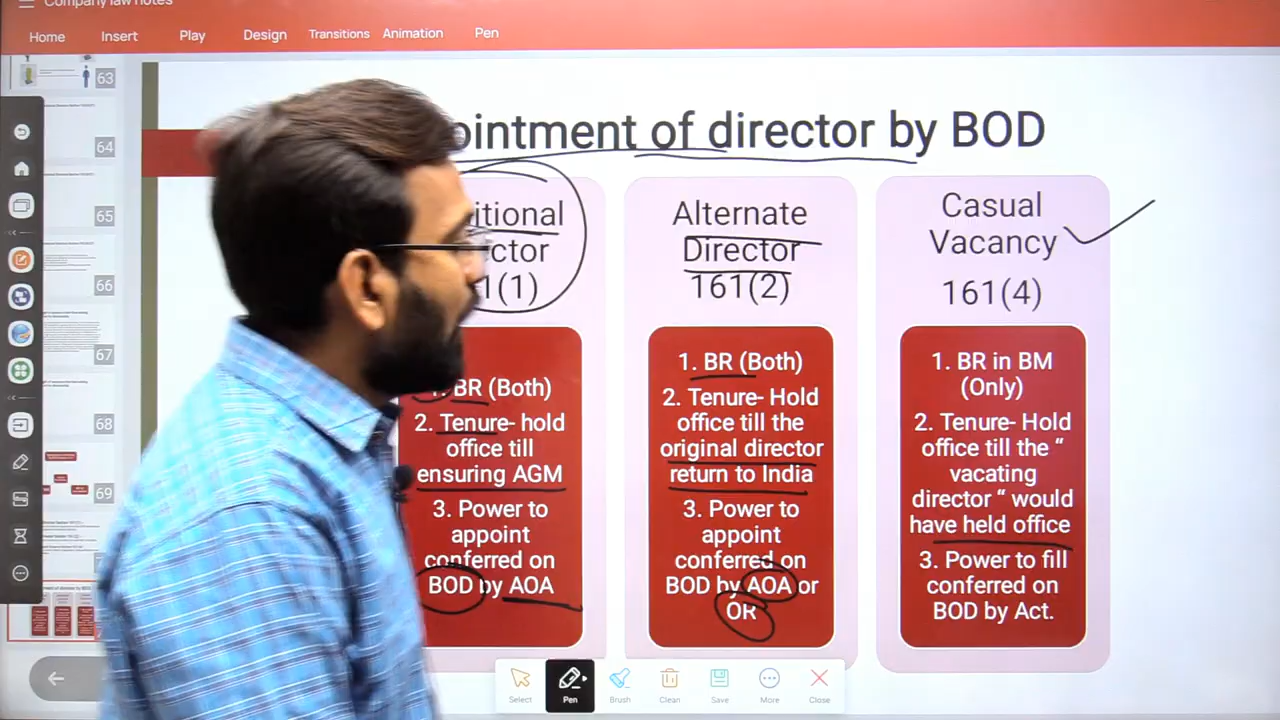 Company law notes
Home Insert Play Design Transitions Animation Pen
63
64
65
66
67
68
69
ointment of director by BOD
itional
ctor
1(1)
1. BR (Both)
2. Tenure- hold
office till
ensuring AGM
3. Power to
appoint
conferred on
BOD by AOA
Alternate
Director
161(2)
1. BR (Both)
2. Tenure- Hold
office till the
original director
return to India
3. Power to
appoint
conferred on
BOD by AOA or
OR
Casual
Vacancy
161(4)
1. BR in BM
(Only)
2. Tenure- Hold
office till the “
vacating
director “ would
have held office
3. Power to fill
conferred on
BOD by Act.
Select Pen Brush Clean Save More Close